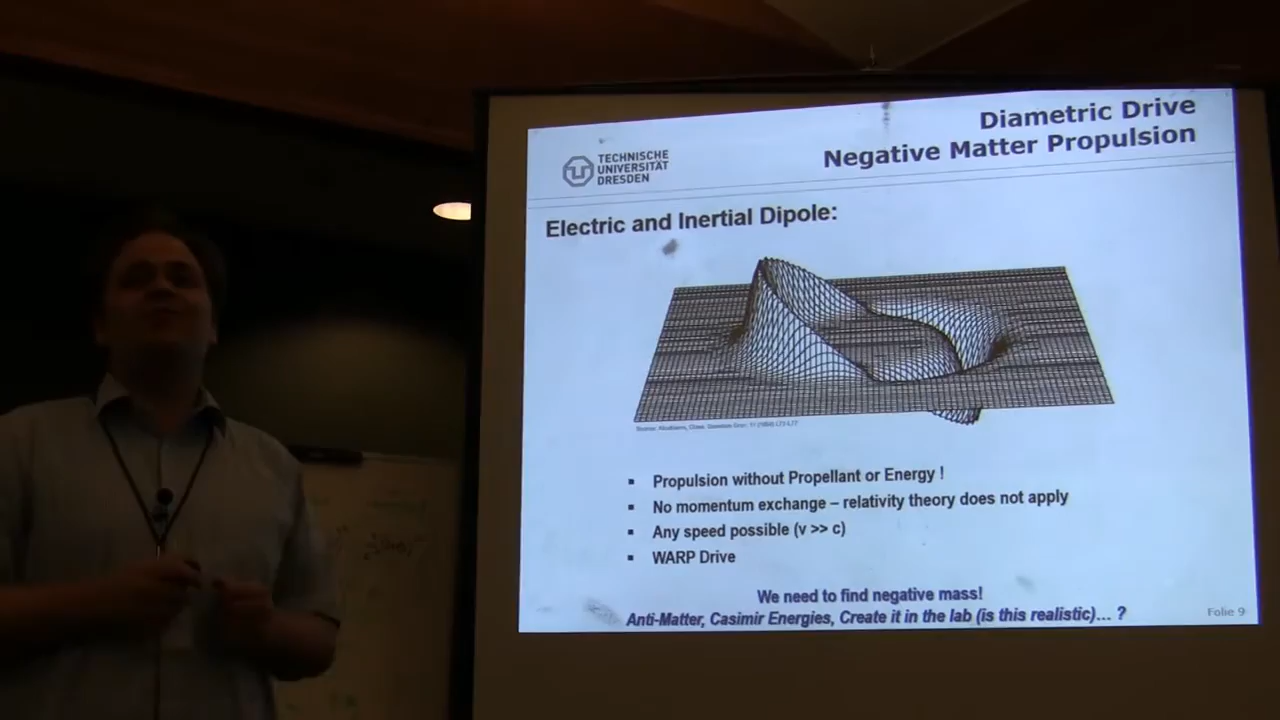 Diametric Drive
Negative Matter Propulsion
TECHNISCHE
UNIVERSITÄT
DRESDEN
Electric and Inertial Dipole:
▪ Propulsion without Propellant or Energy !
▪ No momentum exchange – relativity theory does not apply
▪ Any speed possible (v >> c)
▪ WARP Drive
We need to find negative mass!
Anti-Matter, Casimir Energies, Create it in the lab (is this realistic)… ?
Folie 9